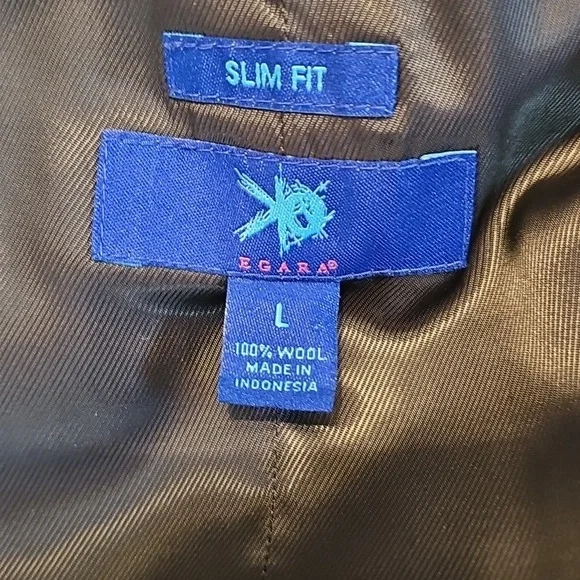 SLIM FIT
EGARA®
L
100% WOOL
MADE IN
INDONESIA